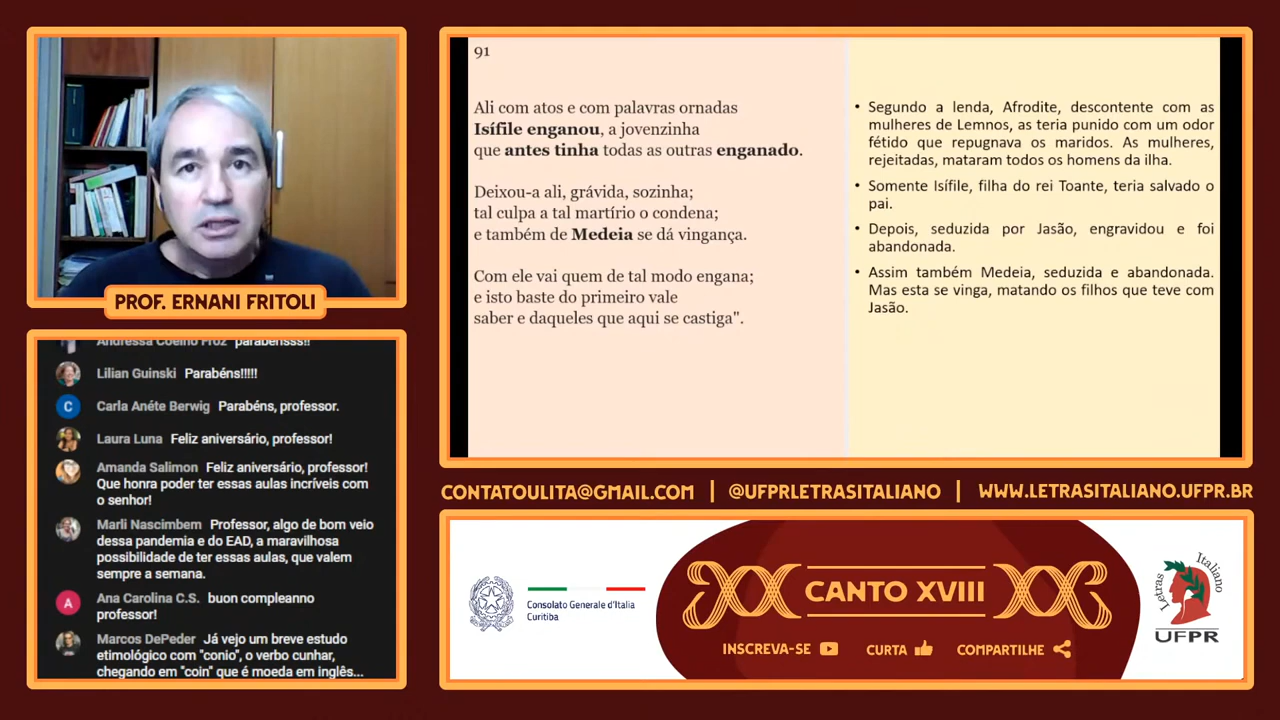 PROF. ERNANI FRITOLI
Andressa Coelho Froz parabénsss!!
Lilian Guinski Parabéns!!!!!
C Carla Anéte Berwig Parabéns, professor.
Laura Luna Feliz aniversário, professor!
Amanda Salimon Feliz aniversário, professor!
Que honra poder ter essas aulas incríveis com
o senhor!
Marli Nascimbem Professor, algo de bom veio
dessa pandemia e do EAD, a maravilhosa
possibilidade de ter essas aulas, que valem
sempre a semana.
A Ana Carolina C.S. buon compleanno
professor!
Marcos DePeder Já vejo um breve estudo
etimológico com "conio", o verbo cunhar,
chegando em "coin" que é moeda em inglês...
91
Ali com atos e com palavras ornadas
Isífile enganou, a jovenzinha
que antes tinha todas as outras enganado.
Deixou-a ali, grávida, sozinha;
tal culpa a tal martírio o condena;
e também de Medeia se dá vingança.
Com ele vai quem de tal modo engana;
e isto baste do primeiro vale
saber e daqueles que aqui se castiga".
• Segundo a lenda, Afrodite, descontente com as
mulheres de Lemnos, as teria punido com um odor
fétido que repugnava os maridos. As mulheres,
rejeitadas, mataram todos os homens da ilha.
• Somente Isífile, filha do rei Toante, teria salvado o
pai.
• Depois, seduzida por Jasão, engravidou e foi
abandonada.
• Assim também Medeia, seduzida e abandonada.
Mas esta se vinga, matando os filhos que teve com
Jasão.
CONTATOULITA@GMAIL.COM | @UFPRLETRASITALIANO | WWW.LETRASITALIANO.UFPR.BR
Consolato Generale d'Italia
Curitiba
CANTO XVIII
INSCREVA-SE CURTA COMPARTILHE
Letras Italiano
UFPR